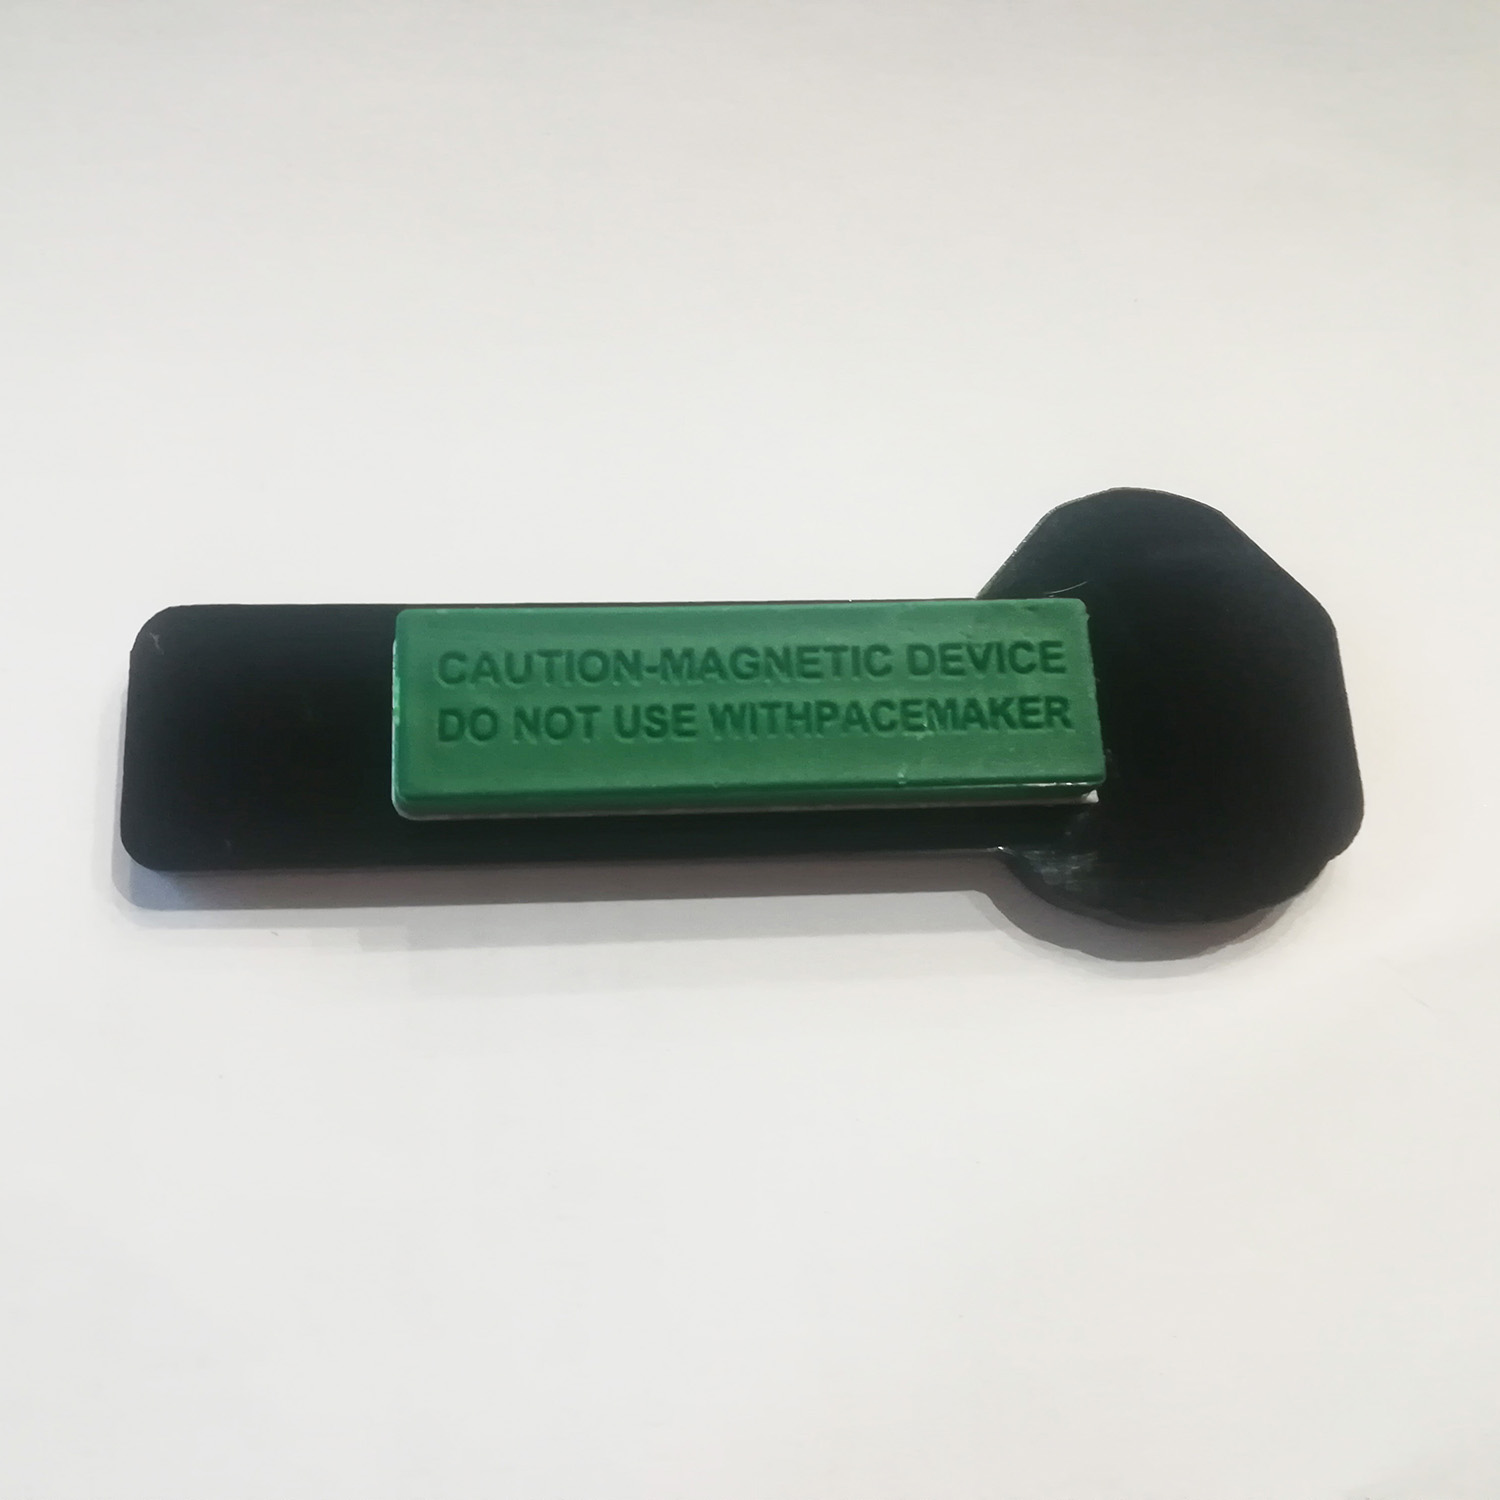 CAUTION-MAGNETIC DEVICE
DO NOT USE WITHPACEMAKER